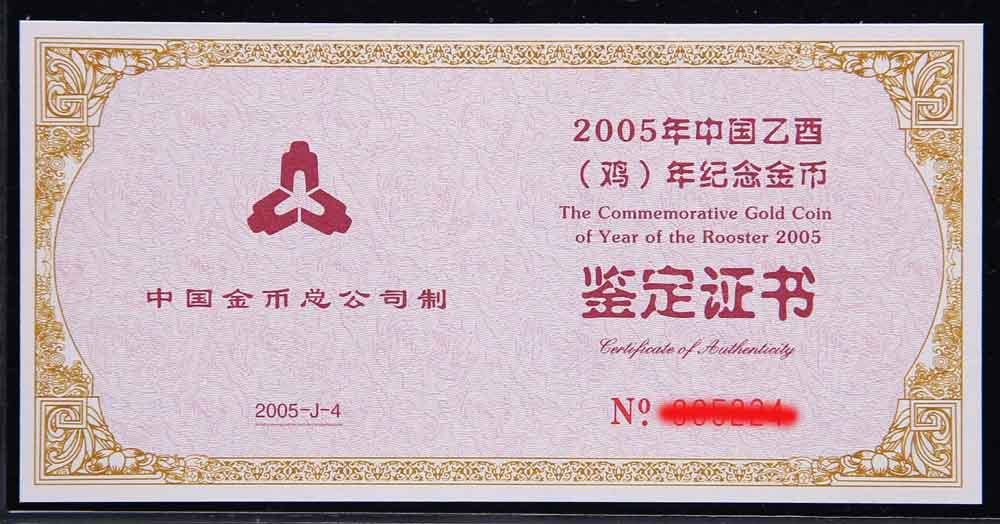 中国金币总公司制
2005-J-4
2005年中国乙酉
（鸡）年纪念金币
The Commemorative Gold Coin
of Year of the Rooster 2005
鉴定证书
Certificate of Authenticity
Nº.